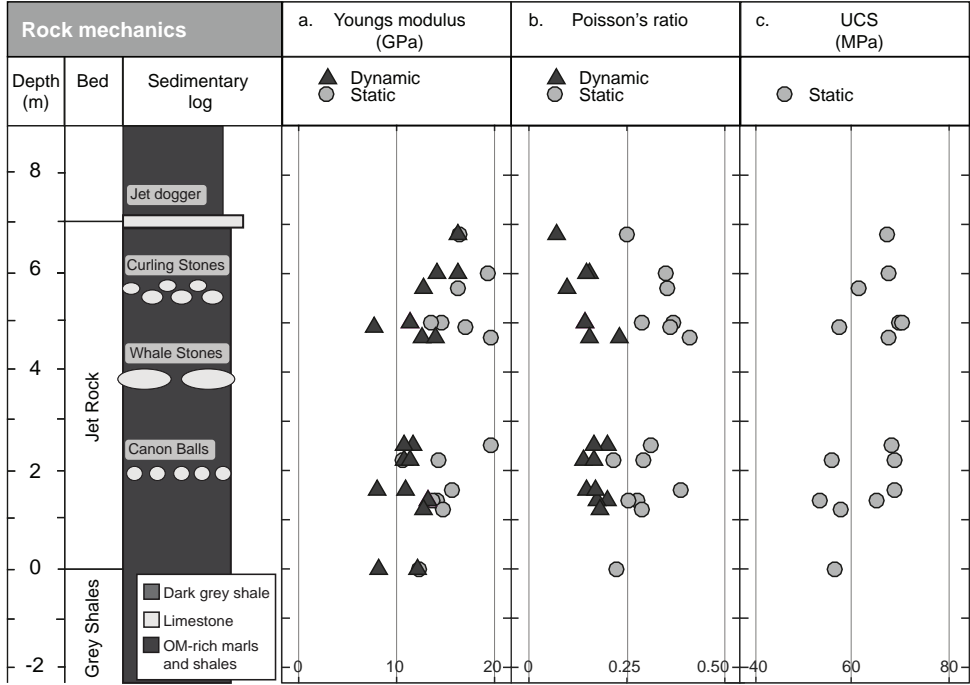 Rock mechanics
a. Youngs modulus
(GPa)
b. Poisson's ratio
c. UCS
(MPa)
Depth
(m)
Bed
Sedimentary
log
Dynamic
Static
Dynamic
Static
Static
8
Jet dogger
6
Curling Stones
4
Whale Stones
Jet Rock
Canon Balls
2
0
Grey Shales
Dark grey shale
Limestone
OM-rich marls
and shales
-2
0
10
20
0
0.25
0.50
40
60
80